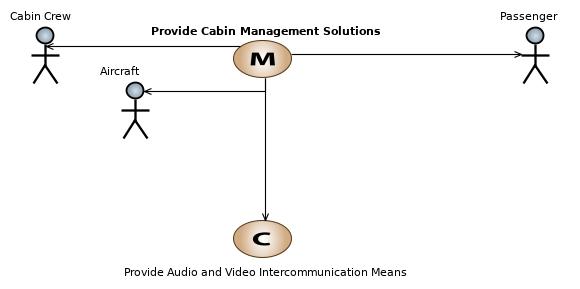 Cabin Crew
Passenger
Provide Cabin Management Solutions
M
Aircraft
C
Provide Audio and Video Intercommunication Means